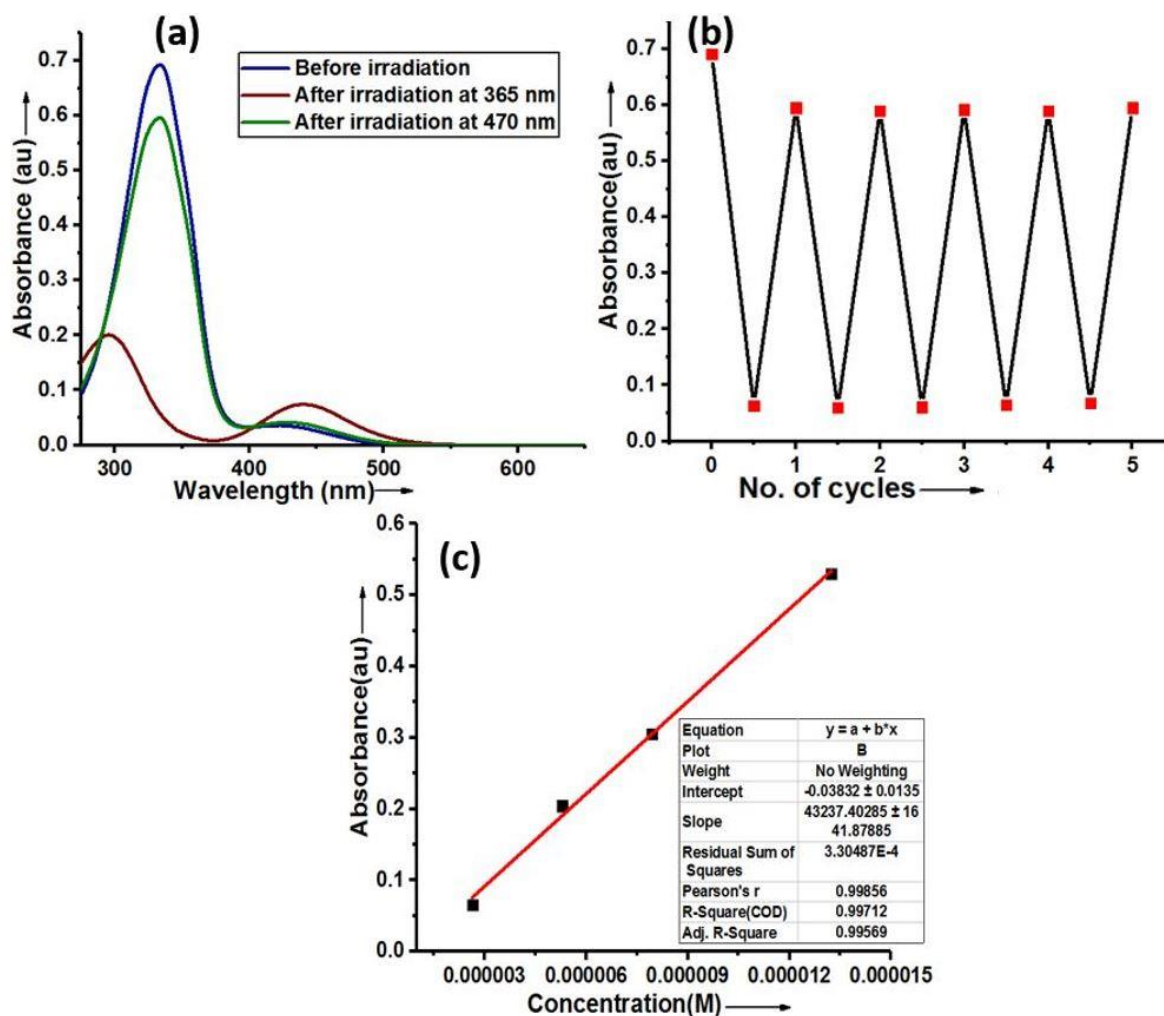 (a)
Before irradiation
After irradiation at 365 nm
After irradiation at 470 nm
Absorbance (au)
0.7
0.6
0.5
0.4
0.3
0.2
0.1
0.0
300
400
500
600
Wavelength (nm)
(b)
Absorbance(au)
0.7
0.6
0.5
0.4
0.3
0.2
0.1
0.0
0
1
2
3
4
5
No. of cycles
(c)
Absorbance(au)
0.6
0.5
0.4
0.3
0.2
0.1
0.0
Equation y = a + b*x
Plot B
Weight No Weighting
Intercept -0.03832 ± 0.0135
Slope 43237.40285 ± 16
41.87885
Residual Sum of 3.30487E-4
Squares
Pearson's r 0.99856
R-Square(COD) 0.99712
Adj. R-Square 0.99569
0.000003
0.000006
0.000009
0.000012
0.000015
Concentration(M)